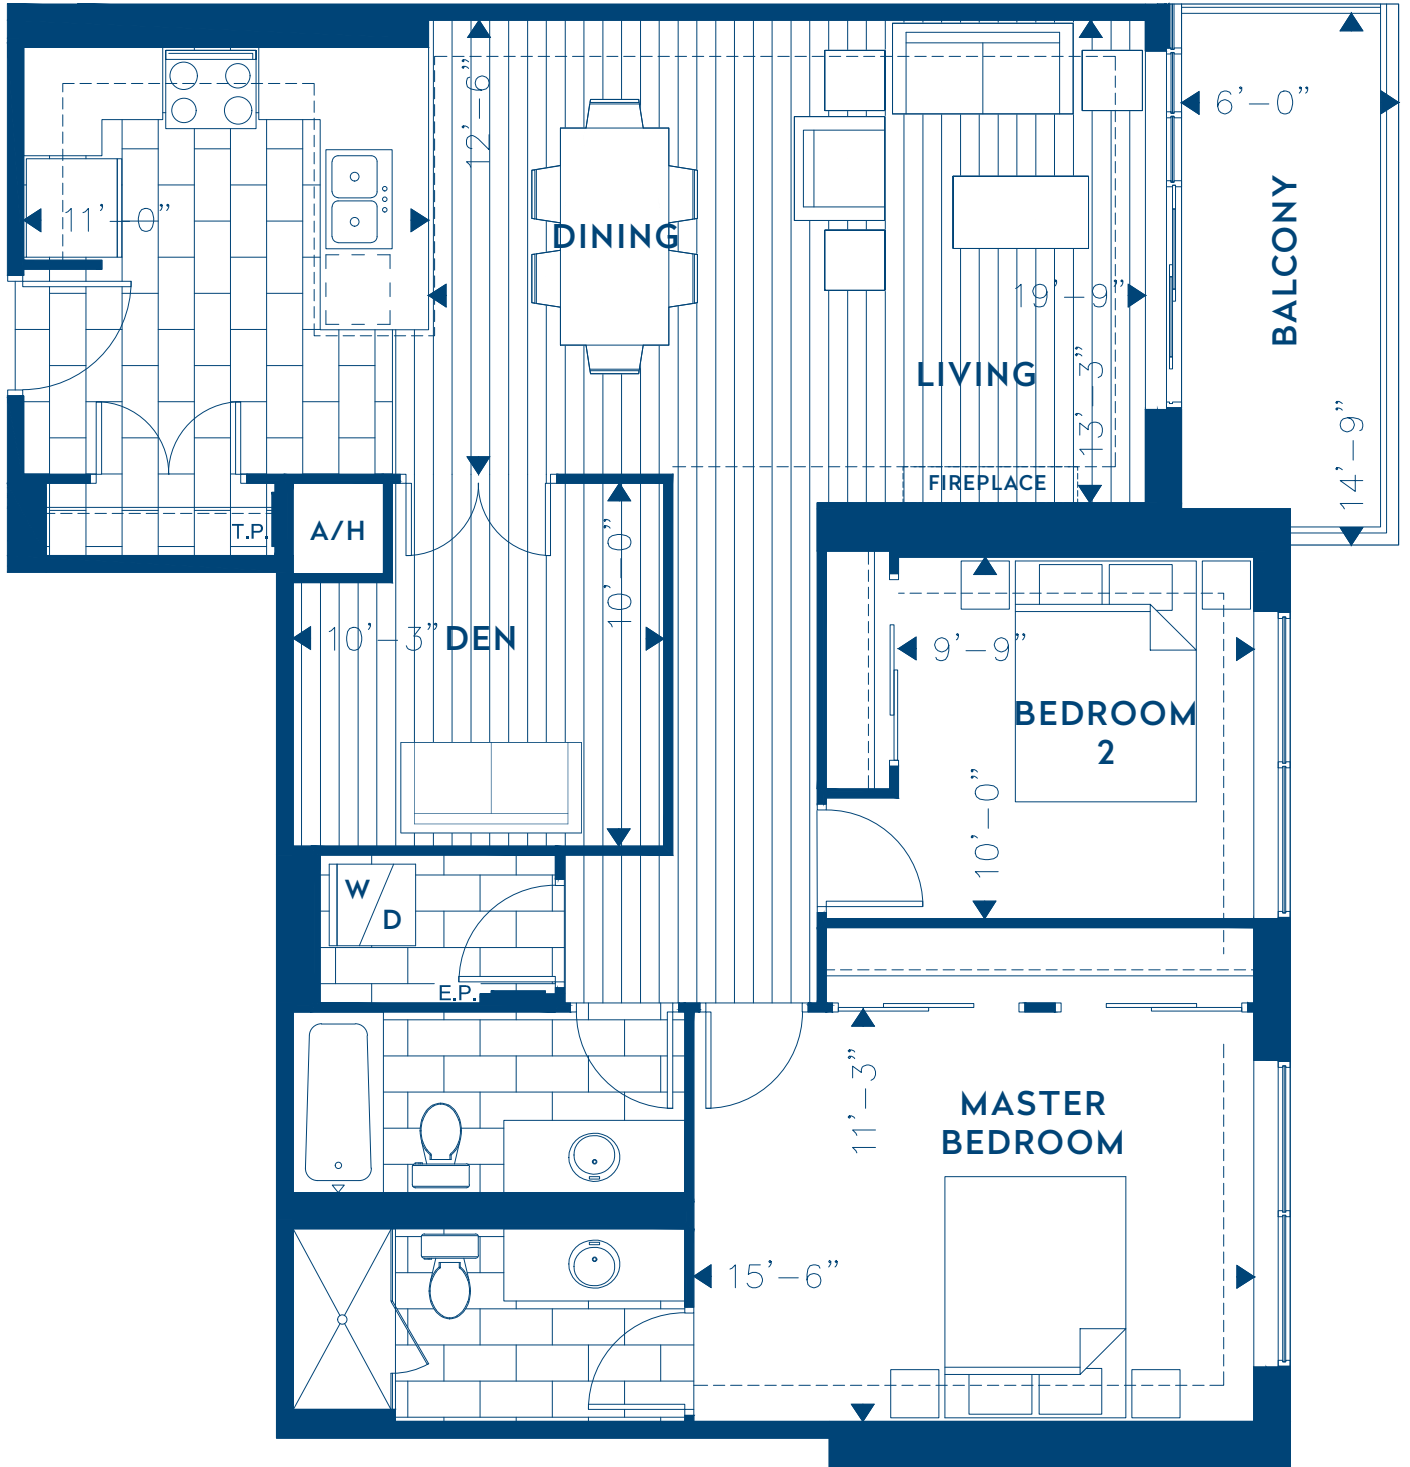 12'-6"
6'-0"
11'-0"
DINING
BALCONY
19'-9"
LIVING
13'-3"
14'-9"
FIREPLACE
T.P.
A/H
10'-0"
10'-3"
DEN
9'-9"
BEDROOM
2
10'-0"
W
D
E.P.
11'-3"
MASTER
BEDROOM
15'-6"